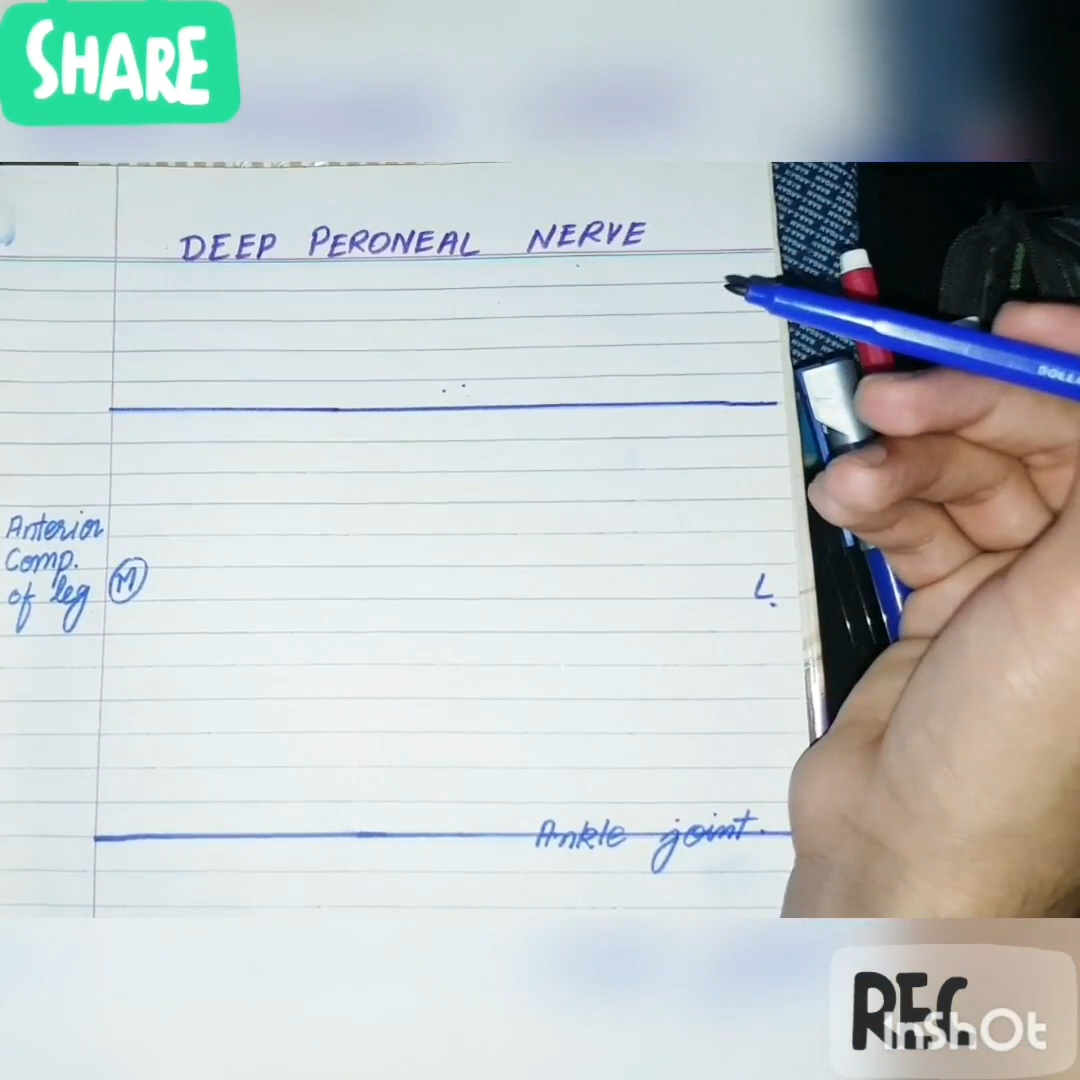 SHARE
DEEP PERONEAL NERVE
Anterior
Comp.
of leg
M
L.
Ankle joint.
REC
InShOt